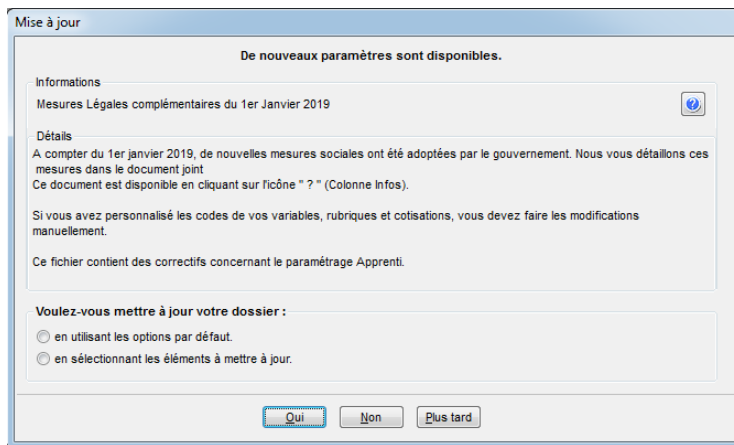 Mise à jour
De nouveaux paramètres sont disponibles.
Informations
Mesures Légales complémentaires du 1er Janvier 2019
?
Détails
A compter du 1er janvier 2019, de nouvelles mesures sociales ont été adoptées par le gouvernement. Nous vous détaillons ces
mesures dans le document joint
Ce document est disponible en cliquant sur l'icône " ? " (Colonne Infos).
Si vous avez personnalisé les codes de vos variables, rubriques et cotisations, vous devez faire les modifications
manuellement.
Ce fichier contient des correctifs concernant le paramétrage Apprenti.
Voulez-vous mettre à jour votre dossier :
en utilisant les options par défaut.
en sélectionnant les éléments à mettre à jour.
Oui Non Plus tard